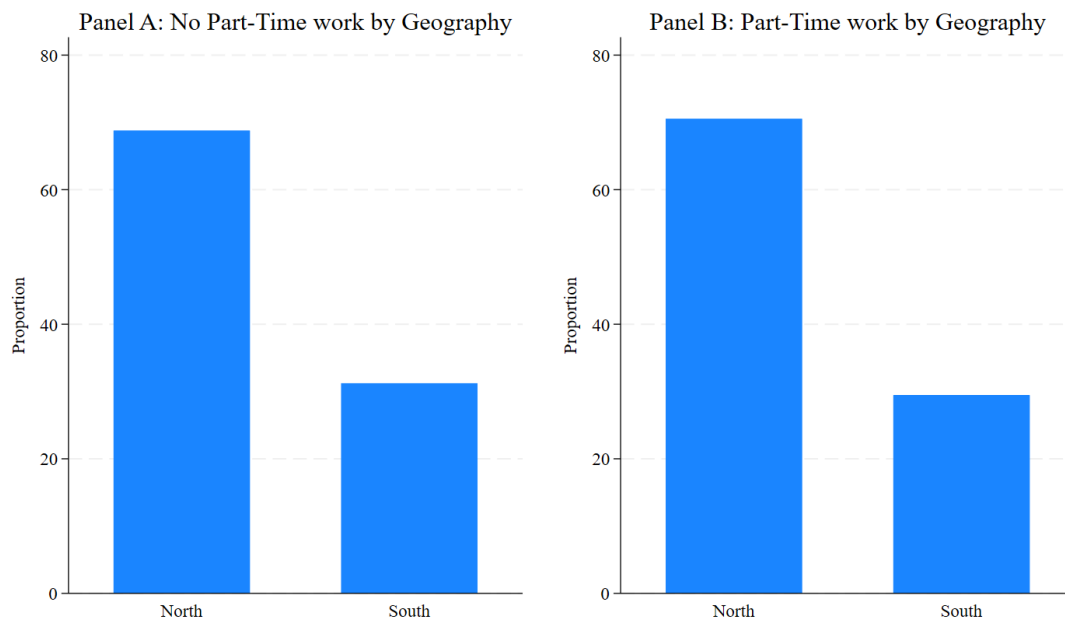 Panel A: No Part-Time work by Geography
80
60
40
20
0
Proportion
North
South
Panel B: Part-Time work by Geography
80
60
40
20
0
Proportion
North
South